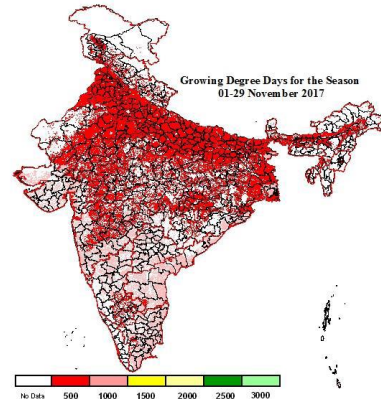 Growing Degree Days for the Season
01-29 November 2017
No Data 500 1000 1500 2000 2500 3000